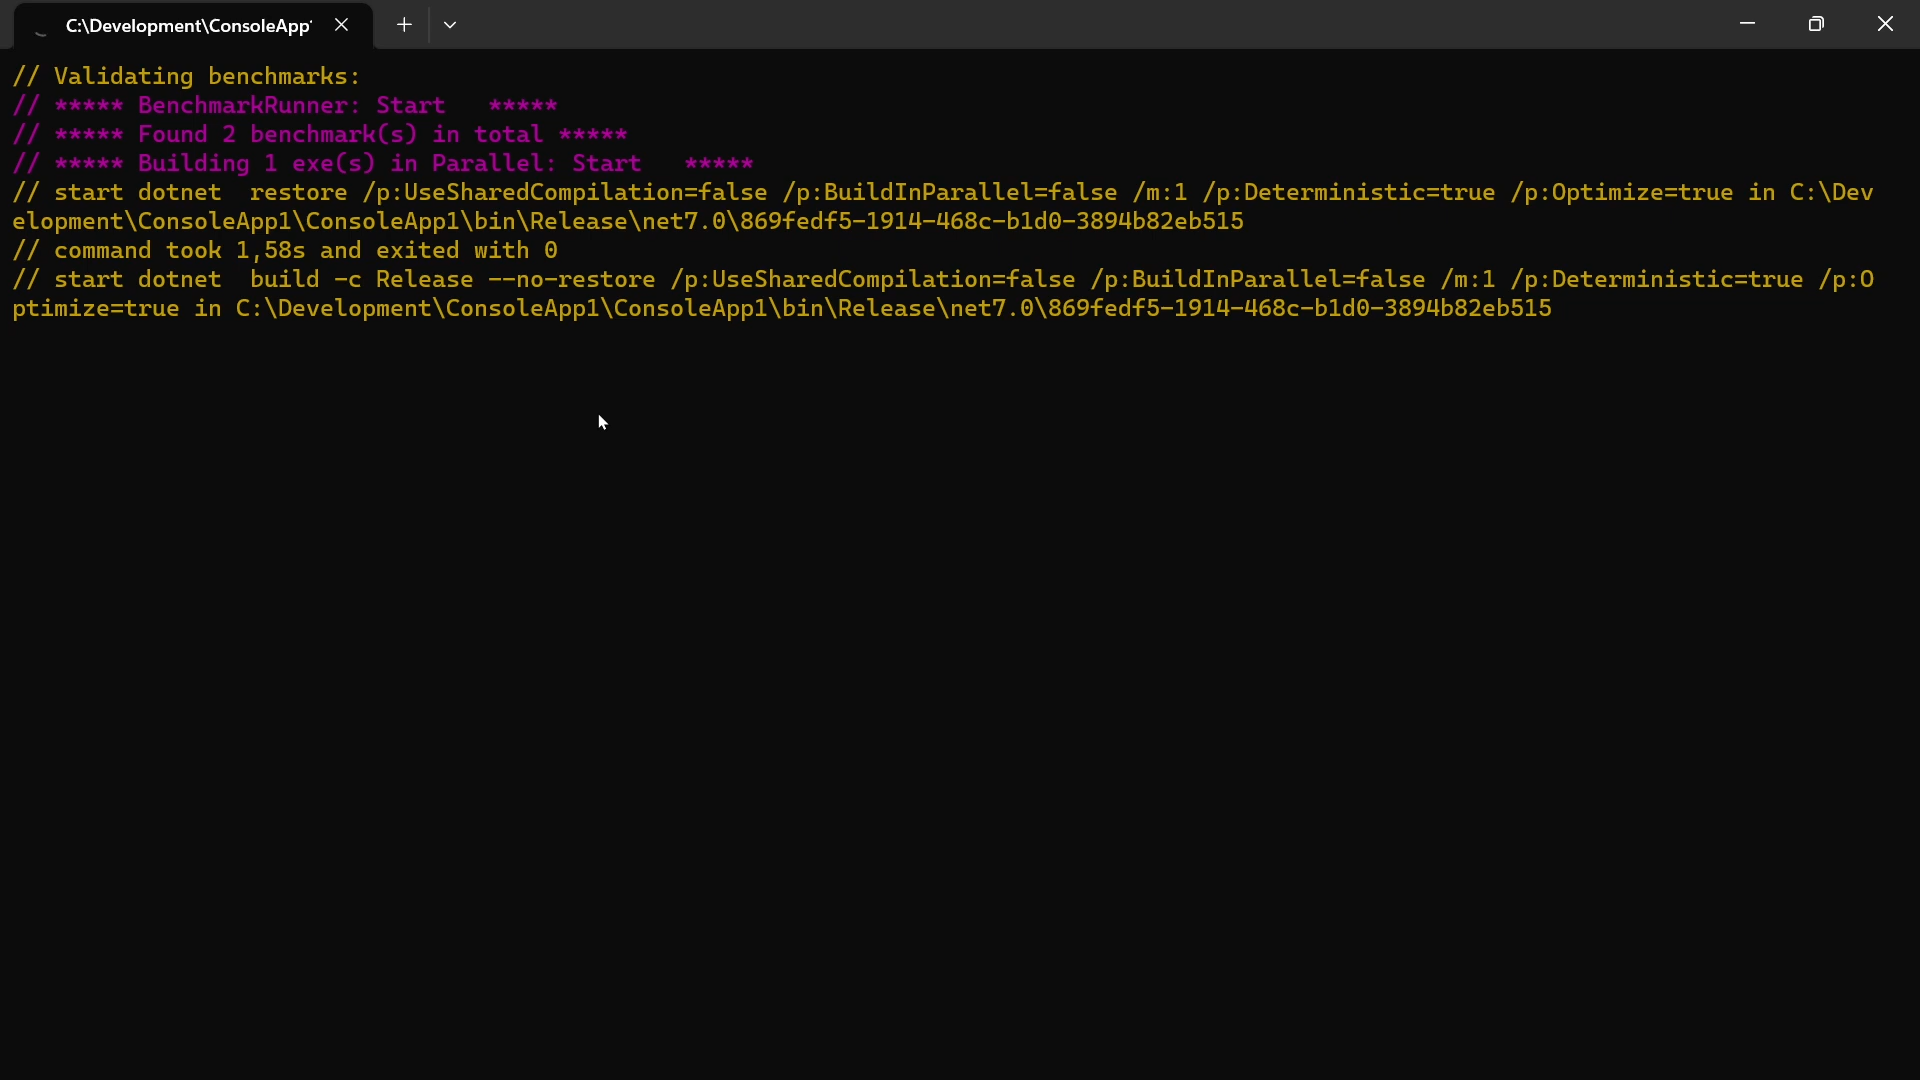 C:\Development\ConsoleApp
// Validating benchmarks:
// ***** BenchmarkRunner: Start   *****
// ***** Found 2 benchmark(s) in total *****
// ***** Building 1 exe(s) in Parallel: Start   *****
// start dotnet  restore /p:UseSharedCompilation=false /p:BuildInParallel=false /m:1 /p:Deterministic=true /p:Optimize=true in C:\Dev
elopment\ConsoleApp1\ConsoleApp1\bin\Release\net7.0\869fedf5-1914-468c-b1d0-3894b82eb515
// command took 1,58s and exited with 0
// start dotnet  build -c Release --no-restore /p:UseSharedCompilation=false /p:BuildInParallel=false /m:1 /p:Deterministic=true /p:O
ptimize=true in C:\Development\ConsoleApp1\ConsoleApp1\bin\Release\net7.0\869fedf5-1914-468c-b1d0-3894b82eb515